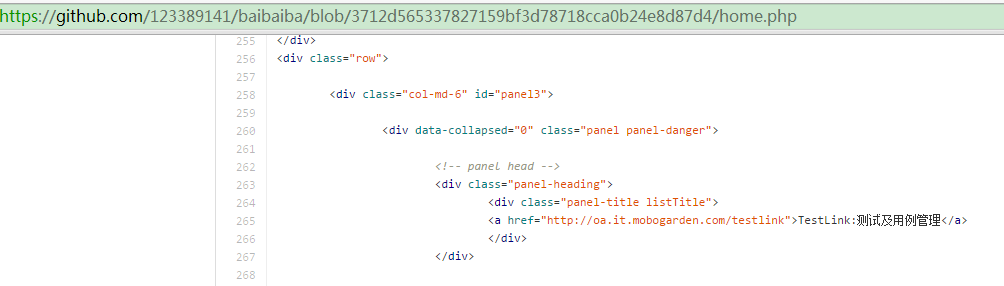 https://github.com/123389141/baibaiba/blob/3712d565337827159bf3d78718cca0b24e8d87d4/home.php
255 </div>
256 <div class="row">
257
258 <div class="col-md-6" id="panel3">
259
260 <div data-collapsed="0" class="panel panel-danger">
261
262 <!-- panel head -->
263 <div class="panel-heading">
264 <div class="panel-title listTitle">
265 <a href="http://oa.it.mobogarden.com/testlink">TestLink:测试及用例管理</a>
266 </div>
267 </div>
268